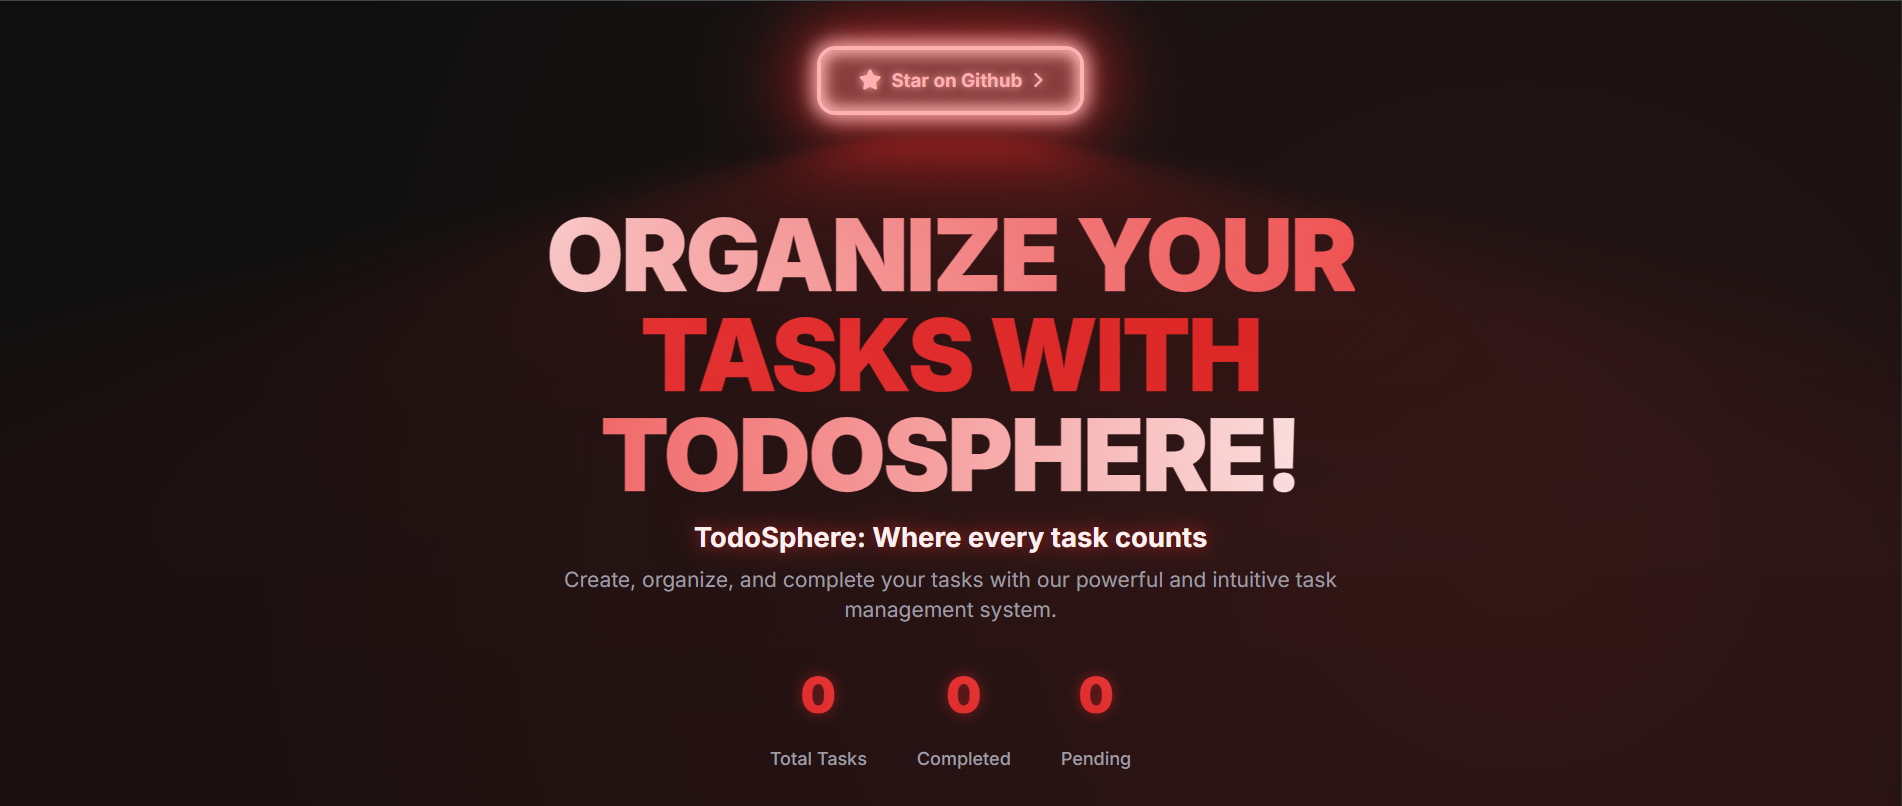 Star on Github
ORGANIZE YOUR
TASKS WITH
TODOSPHERE!
TodoSphere: Where every task counts
Create, organize, and complete your tasks with our powerful and intuitive task
management system.
0 0 0
Total Tasks Completed Pending